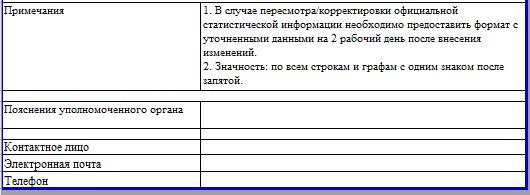 Примечания
1. В случае пересмотра/корректировки официальной
статистической информации необходимо предоставить формат с
уточненными данными на 2 рабочий день после внесения
изменений.
2. Значность: по всем строкам и графам с одним знаком после
запятой.
Пояснения уполномоченного органа
Контактное лицо
Электронная почта
Телефон